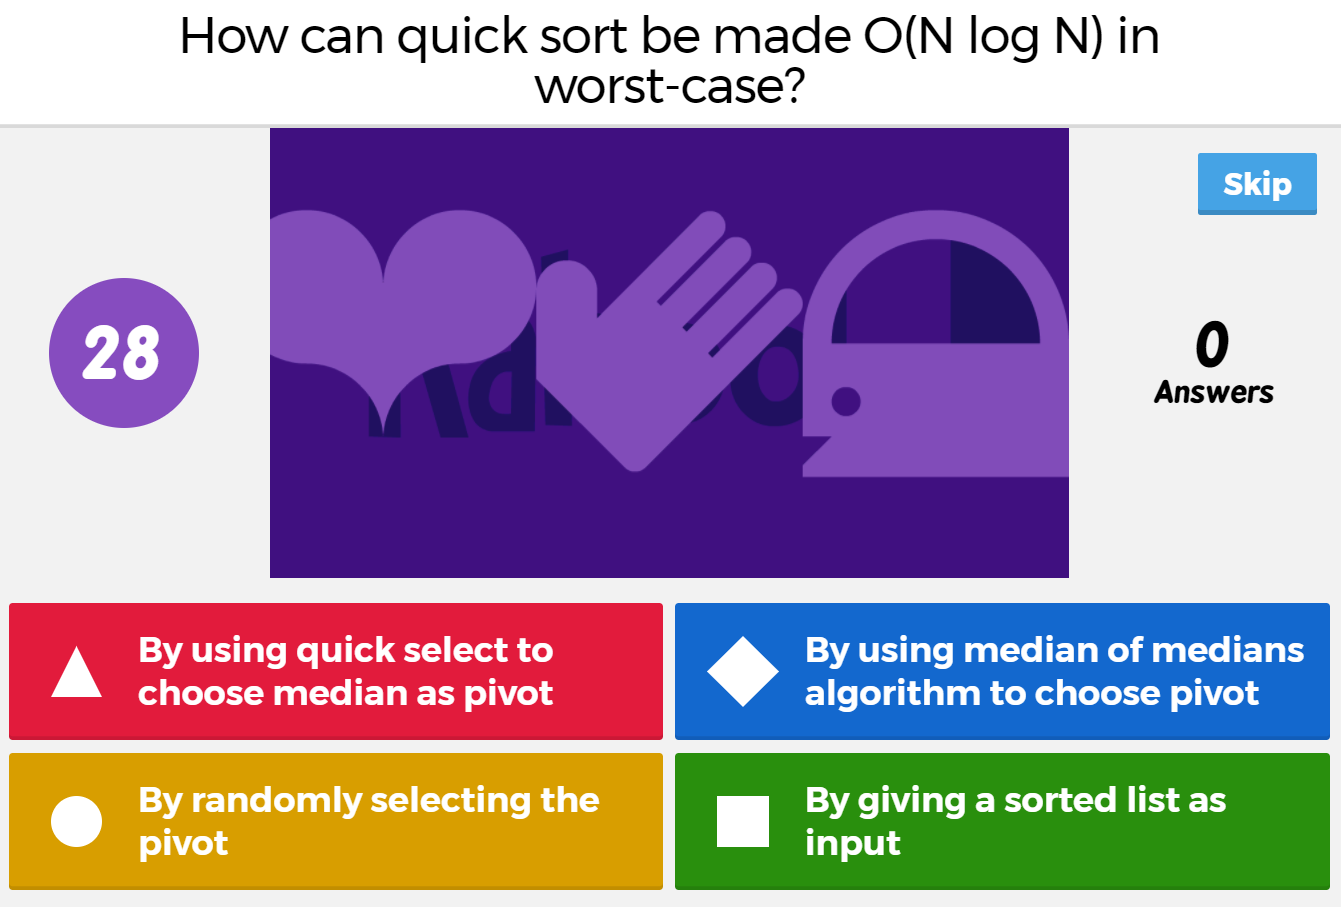 How can quick sort be made O(N log N) in
worst-case?
Skip
28
0
Answers
By using quick select to
choose median as pivot
By using median of medians
algorithm to choose pivot
By randomly selecting the
pivot
By giving a sorted list as
input